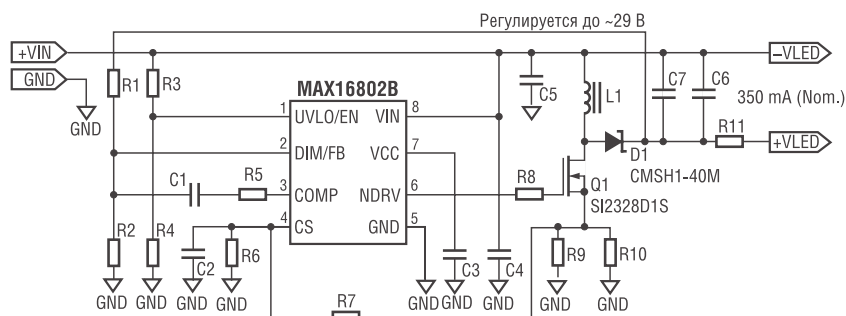 Регулируется до ~29 В
+VIN
–VLED
GND
R1
R3
MAX16802B
C5
L1
C7
C6
350 mA (Nom.)
GND
1
UVLO/EN
VIN
8
R11
+VLED
2
DIM/FB
VCC
7
D1
CMSH1-40M
C1
R5
3
COMP
NDRV
6
R8
Q1
SI2328D1S
R2
R4
4
CS
GND
5
C2
R6
C3
C4
R9
R10
GND
GND
GND
GND
GND
GND
GND
GND
GND
R7